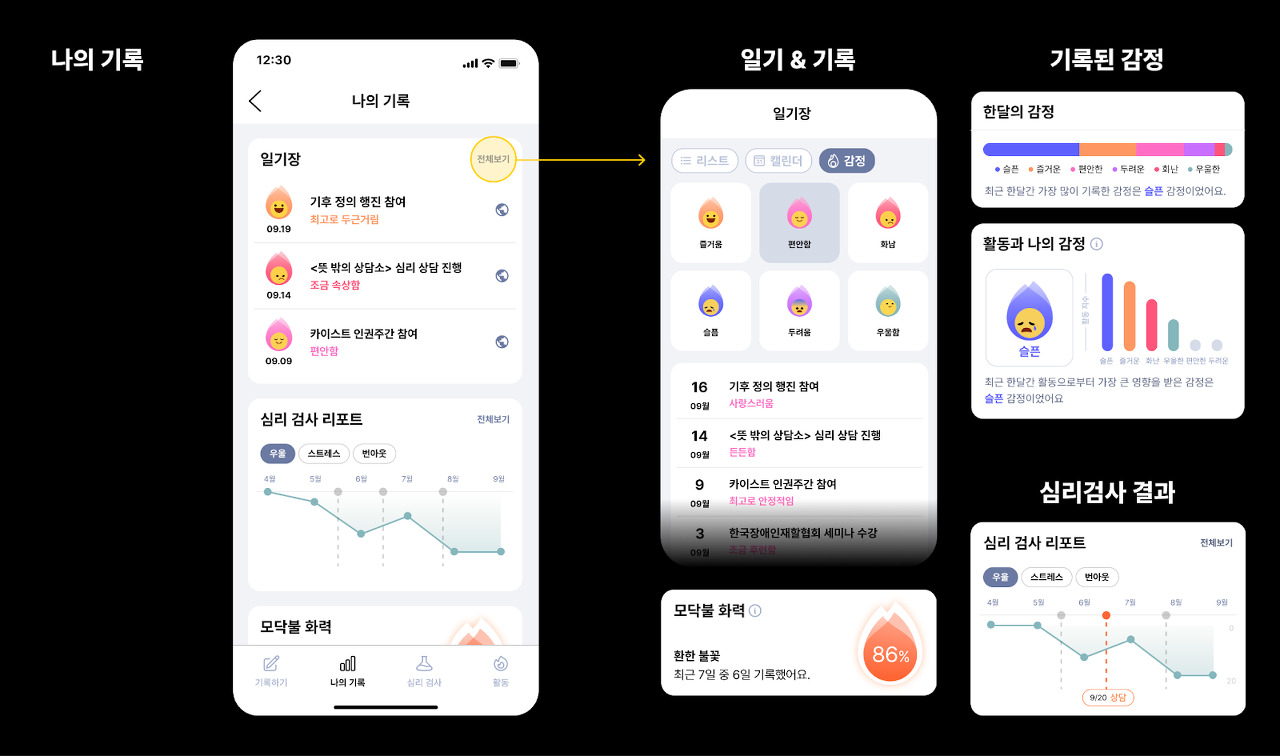 나의 기록
12:30
나의 기록
일기장
전체보기
기후 정의 행진 참여
최고로 두근거림
09.19
<뜻 밖의 상담소> 심리 상담 진행
조금 속상함
09.14
카이스트 인권주간 참여
편안함
09.09
심리 검사 리포트
전체보기
우울 스트레스 번아웃
4월 5월 6월 7월 8월 9월
모닥불 화력
기록하기 나의 기록 심리 검사 활동
일기 & 기록
일기장
리스트 캘린더 감정
즐거움 편안함 화남
슬픔 두려움 우울함
16 기후 정의 행진 참여
09월 사랑스러움
14 <뜻 밖의 상담소> 심리 상담 진행
09월 든든함
9 카이스트 인권주간 참여
09월 최고로 안정적임
3 한국장애인재활협회 세미나 수강
09월 조금 후련함
모닥불 화력
86%
환한 불꽃
최근 7일 중 6일 기록했어요.
기록된 감정
한달의 감정
슬픈 즐거운 편안한 두려운 화난 우울한
최근 한달간 가장 많이 기록한 감정은 슬픈 감정이었어요.
활동과 나의 감정
슬픈
활동 지수
슬픈 즐거운 화난 우울한 편안한 두려운
최근 한달간 활동으로부터 가장 큰 영향을 받은 감정은
슬픈 감정이었어요
심리검사 결과
심리 검사 리포트
전체보기
우울 스트레스 번아웃
4월 5월 6월 7월 8월 9월
0
20
9/20 상담